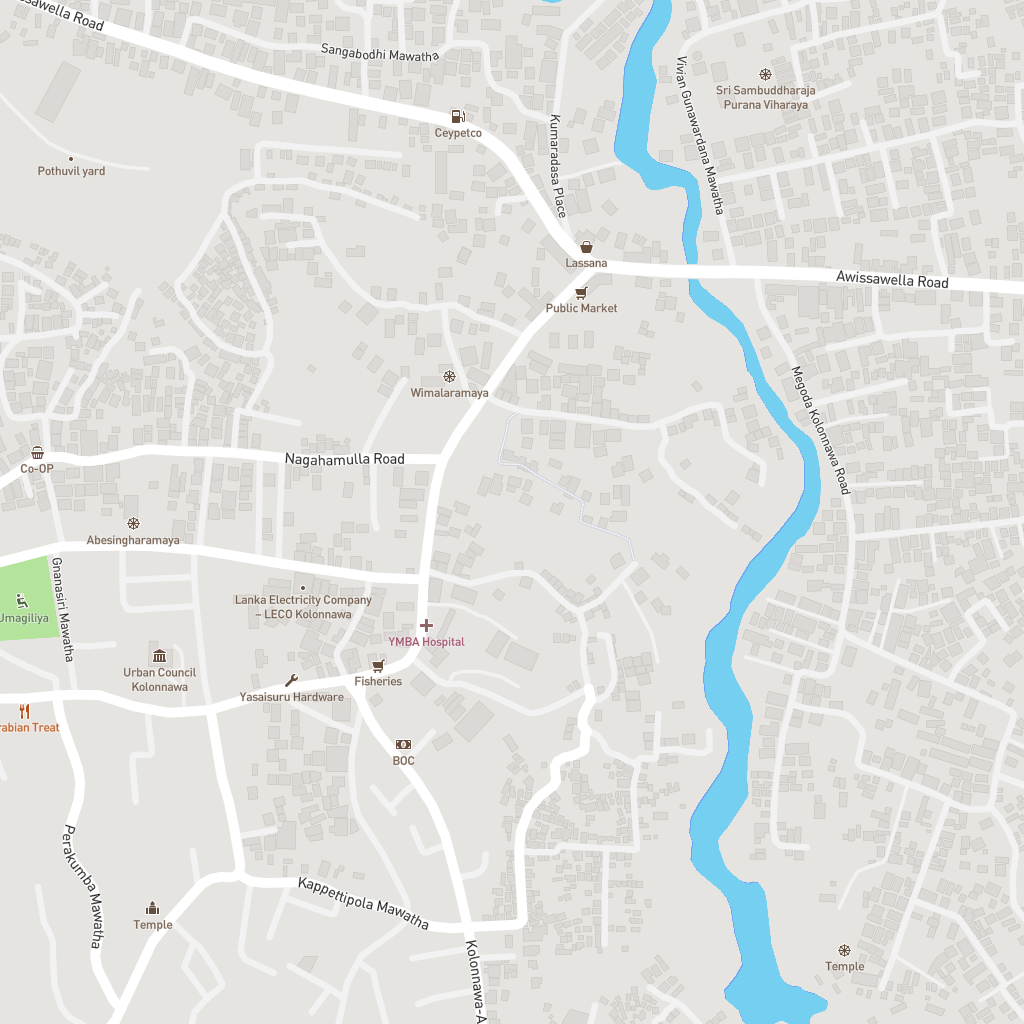 Awissawella Road
Sangabodhi Mawatha
Vivian Gunawardana Mawatha
Sri Sambuddharaja
Purana Viharaya
Ceypetco
Kumaradasa Place
Pothuvil yard
Lassana
Awissawella Road
Public Market
Wimalaramaya
Megoda Kolonnawa Road
Co-OP
Nagahamulla Road
Abesingharamaya
Gnanasiri Mawatha
Umagiliya
Lanka Electricity Company
– LECO Kolonnawa
YMBA Hospital
Urban Council
Kolonnawa
Fisheries
Yasaisuru Hardware
rabian Treat
BOC
Perakumba Mawatha
Kappettipola Mawatha
Temple
Kolonnawa-A
Temple